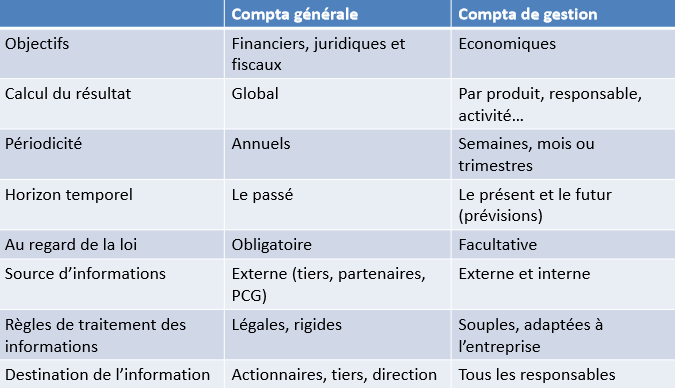 Compta générale Compta de gestion
Objectifs Financiers, juridiques et Economiques
fiscaux
Calcul du résultat Global Par produit, responsable,
activité…
Périodicité Annuels Semaines, mois ou
trimestres
Horizon temporel Le passé Le présent et le futur
(prévisions)
Au regard de la loi Obligatoire Facultative
Source d’informations Externe (tiers, partenaires, Externe et interne
PCG)
Règles de traitement des Légales, rigides Souples, adaptées à
informations l’entreprise
Destination de l’information Actionnaires, tiers, direction Tous les responsables